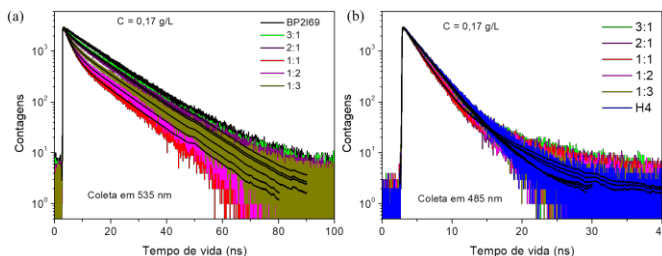 (a)
C = 0,17 g/L
BP2I69
3:1
2:1
1:1
1:2
1:3
Contagens
10³
10²
10¹
10⁰
Coleta em 535 nm
0 20 40 60 80 100
Tempo de vida (ns)
(b)
C = 0,17 g/L
3:1
2:1
1:1
1:2
1:3
H4
Contagens
10³
10²
10¹
10⁰
Coleta em 485 nm
0 10 20 30 40
Tempo de vida (ns)